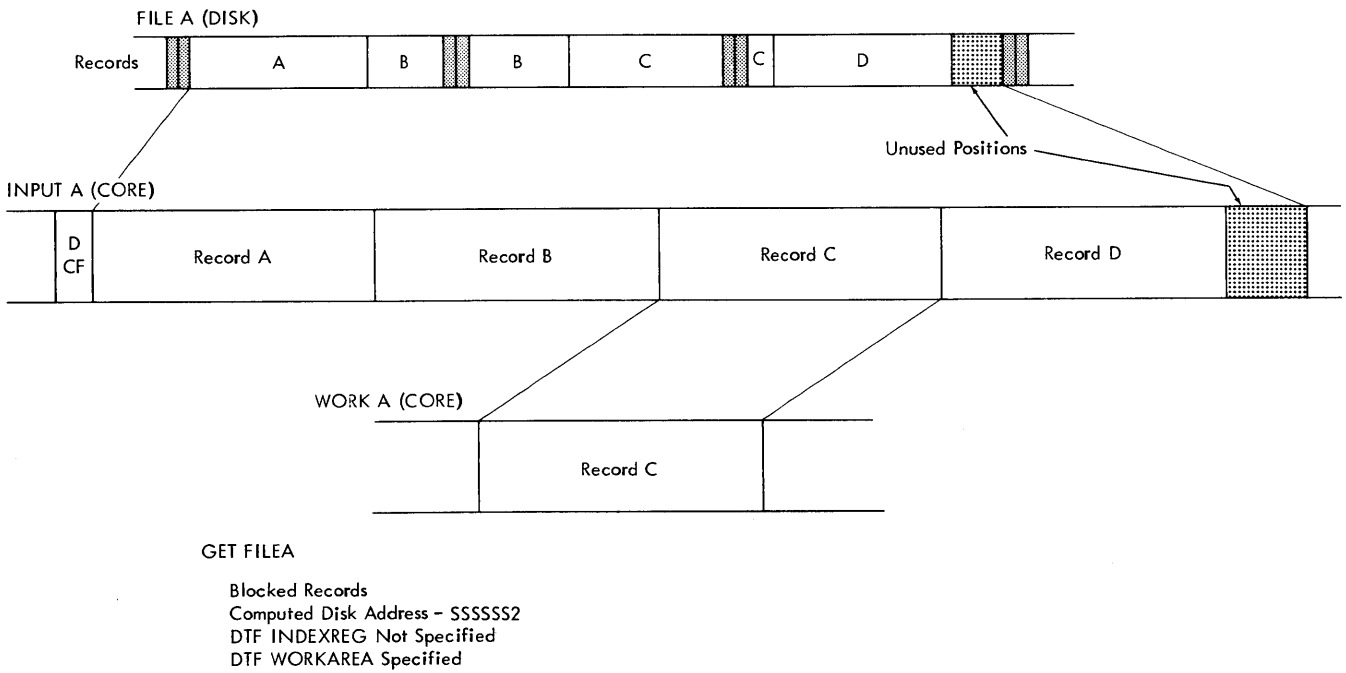 FILE A (DISK)
Records
A
B
B
C
C
D
Unused Positions
INPUT A (CORE)
D
CF
Record A
Record B
Record C
Record D
WORK A (CORE)
Record C
GET FILEA
Blocked Records
Computed Disk Address - SSSSSS2
DTF INDEXREG Not Specified
DTF WORKAREA Specified